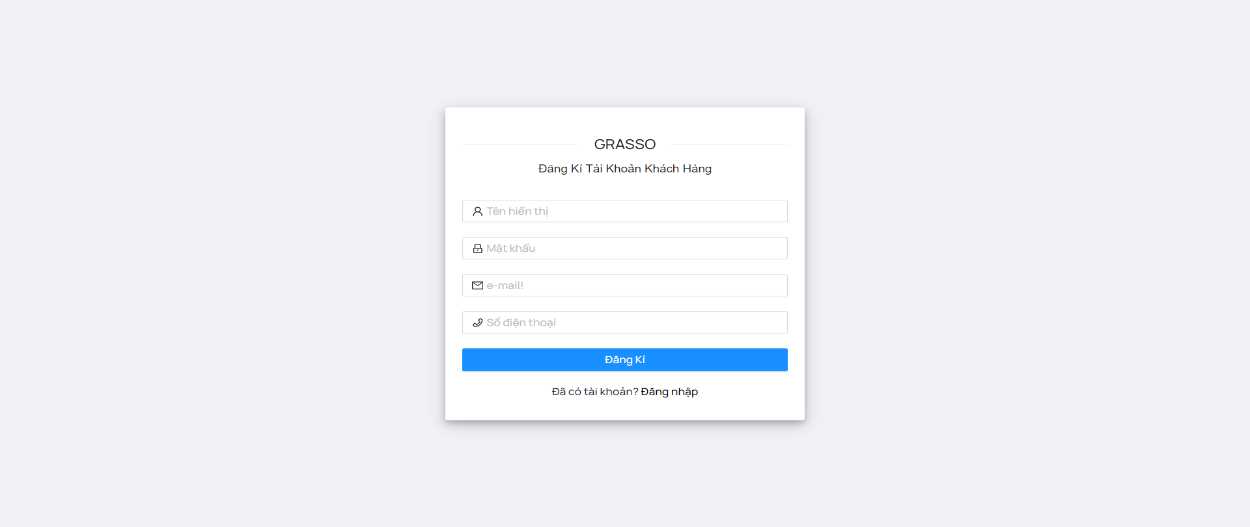 GRASSO
Đăng Kí Tài Khoản Khách Hàng
Tên hiển thị
Mật khẩu
e-mail!
Số điện thoại
Đăng Kí
Đã có tài khoản? Đăng nhập